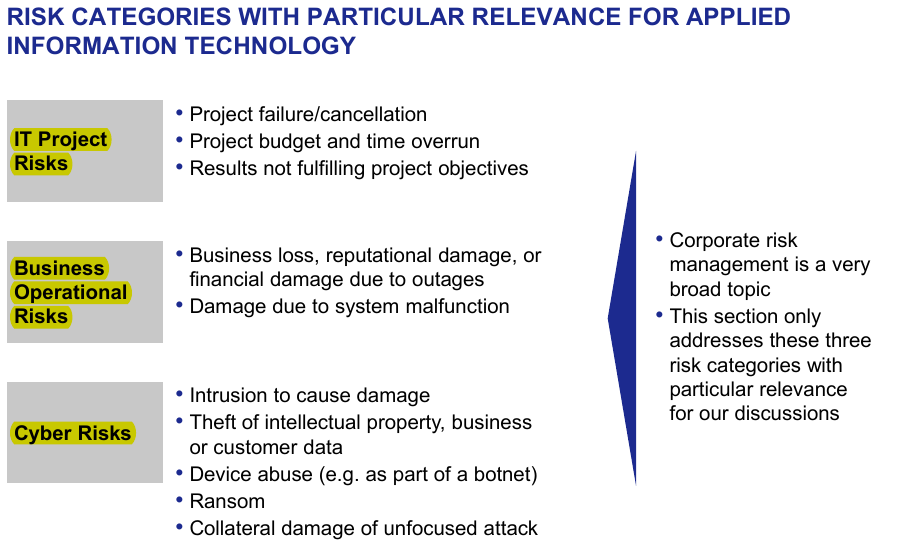 RISK CATEGORIES WITH PARTICULAR RELEVANCE FOR APPLIED
INFORMATION TECHNOLOGY
IT Project
Risks
• Project failure/cancellation
• Project budget and time overrun
• Results not fulfilling project objectives
Business
Operational
Risks
• Business loss, reputational damage, or
financial damage due to outages
• Damage due to system malfunction
Cyber Risks
• Intrusion to cause damage
• Theft of intellectual property, business
or customer data
• Device abuse (e.g. as part of a botnet)
• Ransom
• Collateral damage of unfocused attack
• Corporate risk
management is a very
broad topic
• This section only
addresses these three
risk categories with
particular relevance
for our discussions